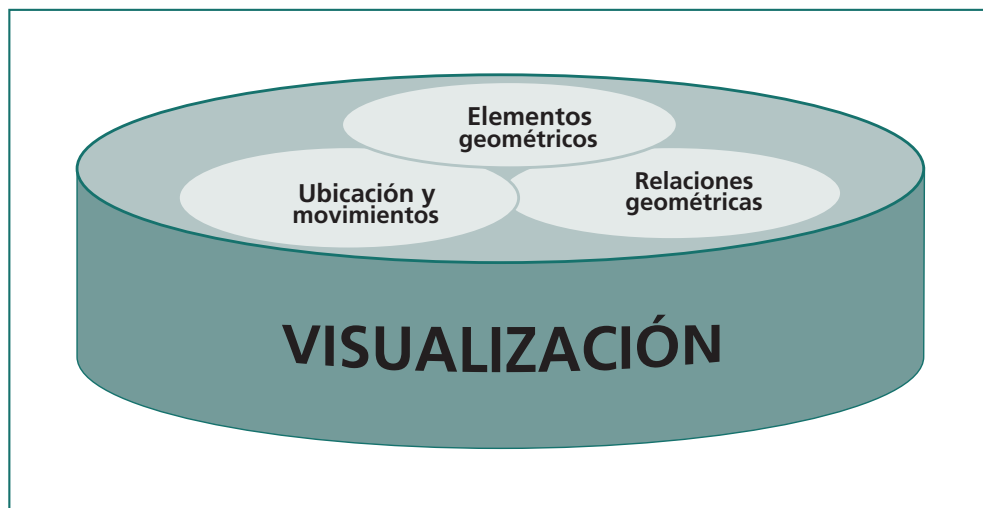 Elementos
geométricos
Ubicación y
movimientos
Relaciones
geométricas
VISUALIZACIÓN